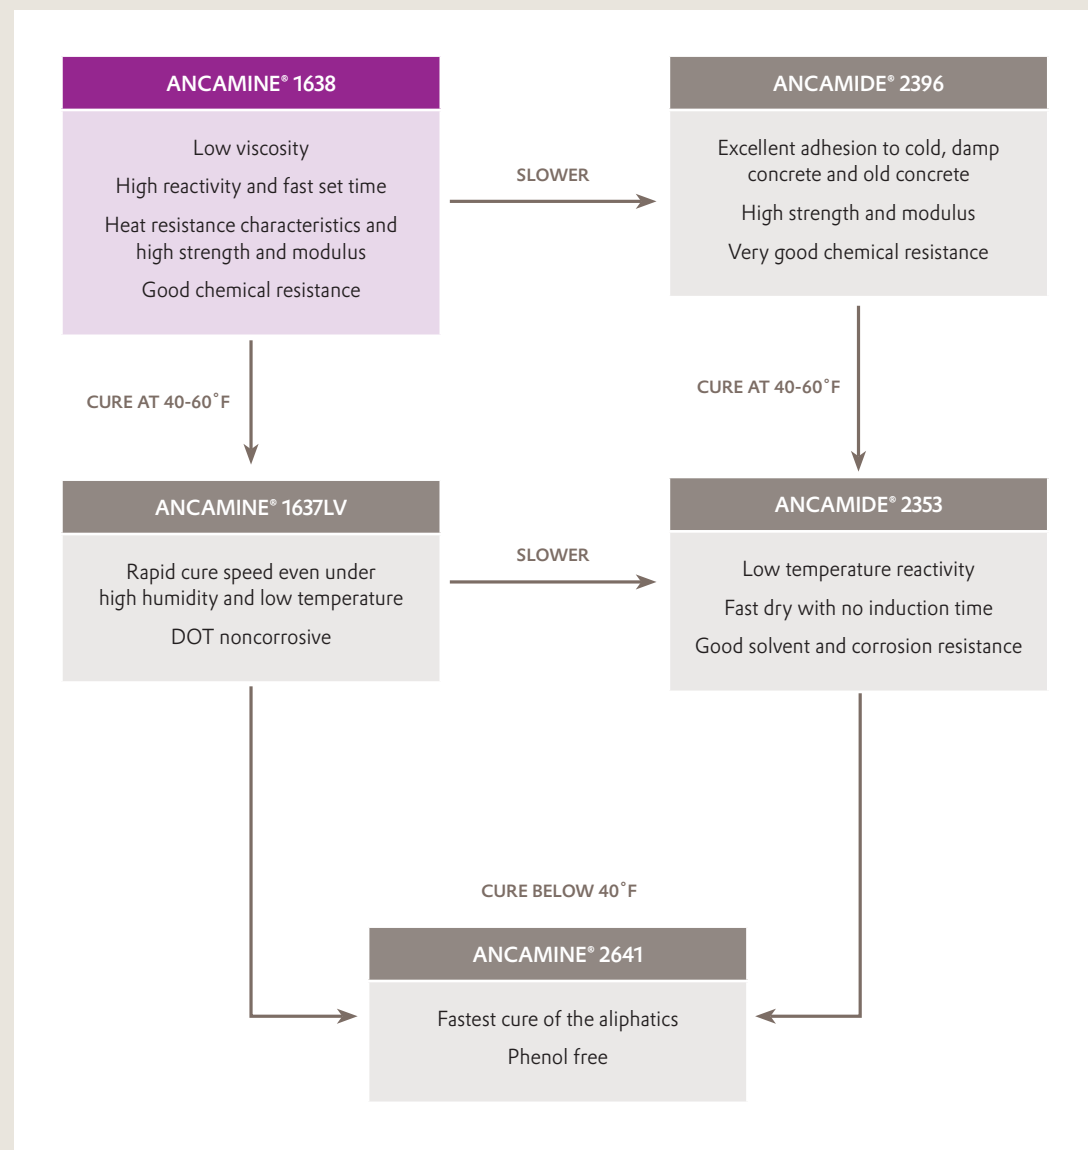 ANCAMINE® 1638
Low viscosity
High reactivity and fast set time
Heat resistance characteristics and
high strength and modulus
Good chemical resistance
SLOWER
ANCAMIDE® 2396
Excellent adhesion to cold, damp
concrete and old concrete
High strength and modulus
Very good chemical resistance
CURE AT 40-60˚F
CURE AT 40-60˚F
ANCAMINE® 1637LV
Rapid cure speed even under
high humidity and low temperature
DOT noncorrosive
SLOWER
ANCAMIDE® 2353
Low temperature reactivity
Fast dry with no induction time
Good solvent and corrosion resistance
CURE BELOW 40˚F
ANCAMINE® 2641
Fastest cure of the aliphatics
Phenol free